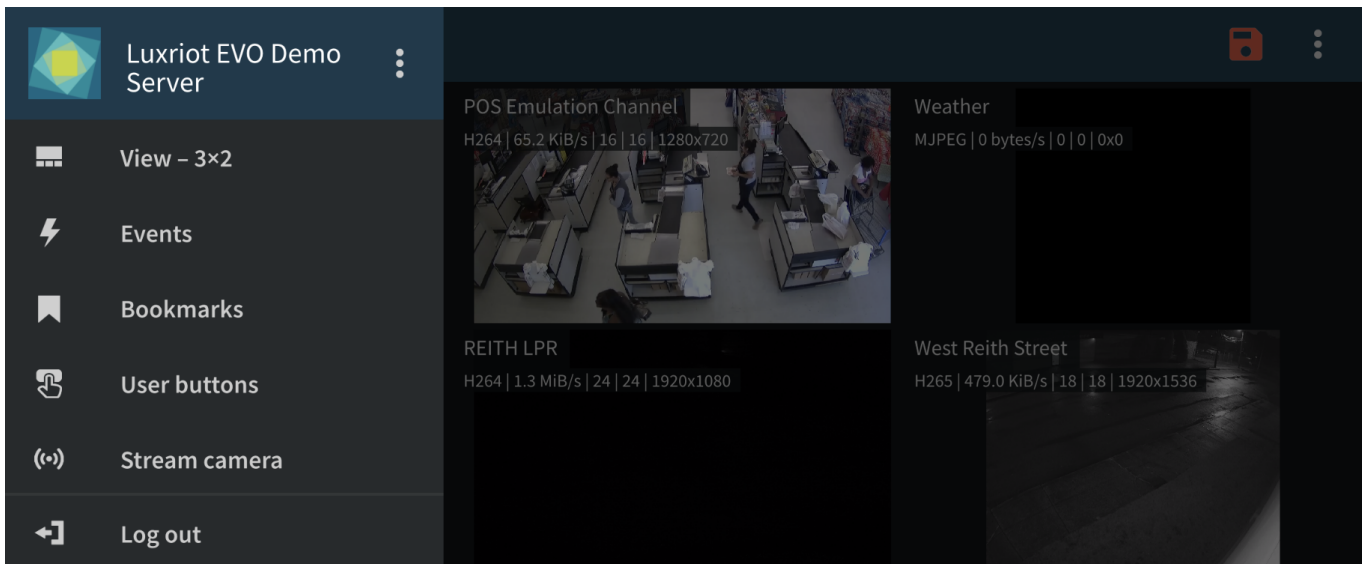 Luxriot EVO Demo
Server
View – 3×2
Events
Bookmarks
User buttons
Stream camera
Log out
POS Emulation Channel
H264 | 65.2 KiB/s | 16 | 16 | 1280x720
Weather
MJPEG | 0 bytes/s | 0 | 0 | 0x0
REITH LPR
H264 | 1.3 MiB/s | 24 | 24 | 1920x1080
West Reith Street
H265 | 479.0 KiB/s | 18 | 18 | 1920x1536